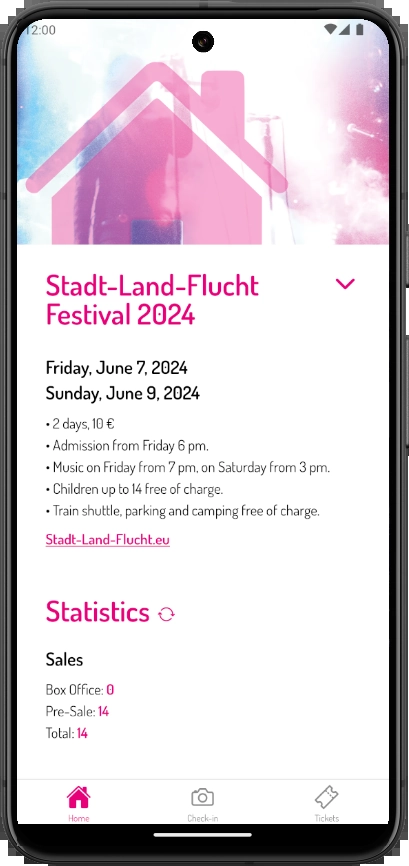 12:00
Stadt-Land-Flucht
Festival 2024
Friday, June 7, 2024
Sunday, June 9, 2024
• 2 days, 10 €
• Admission from Friday 6 pm.
• Music on Friday from 7 pm, on Saturday from 3 pm.
• Children up to 14 free of charge.
• Train shuttle, parking and camping free of charge.
Stadt-Land-Flucht.eu
Statistics
Sales
Box Office: 0
Pre-Sale: 14
Total: 14
Home Check-in Tickets